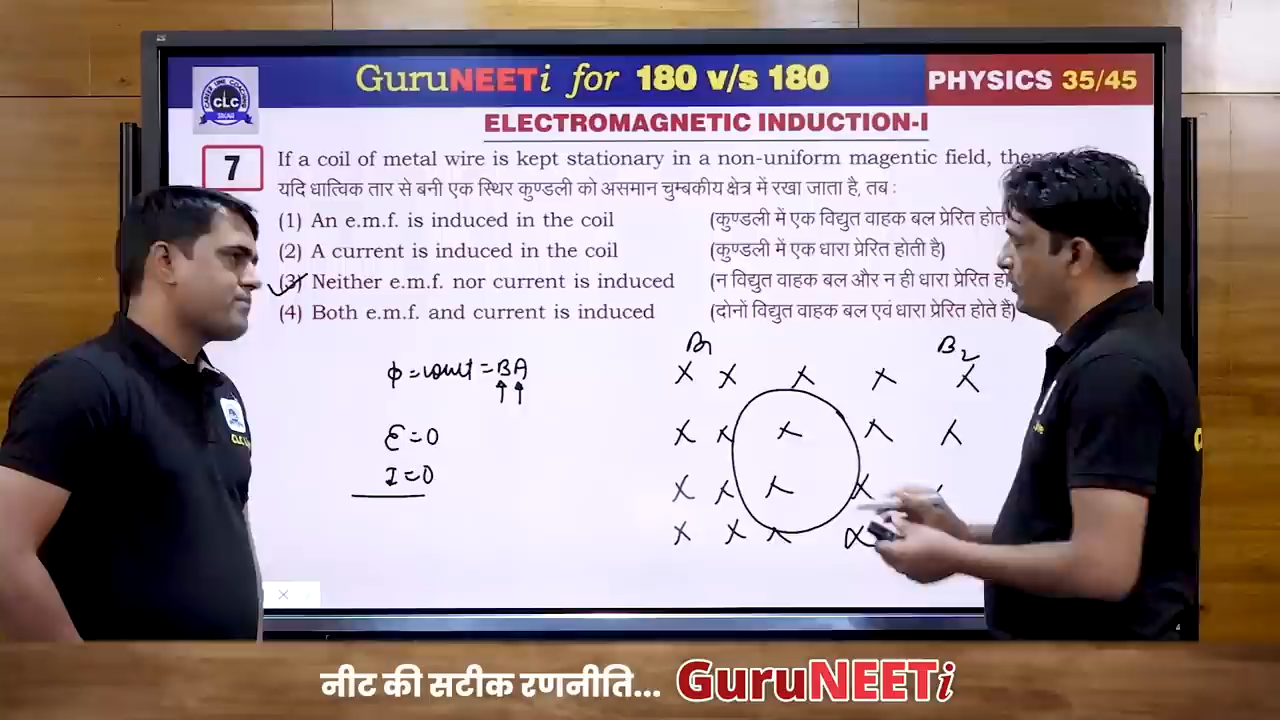 GuruNEETi for 180 v/s 180
PHYSICS 35/45
CLC
SIKAR
ELECTROMAGNETIC INDUCTION-I
7
If a coil of metal wire is kept stationary in a non-uniform magentic field, then
यदि धात्विक तार से बनी एक स्थिर कुण्डली को असमान चुम्बकीय क्षेत्र में रखा जाता है, तब :
(1) An e.m.f. is induced in the coil (कुण्डली में एक विद्युत वाहक बल प्रेरित होत
(2) A current is induced in the coil (कुण्डली में एक धारा प्रेरित होती है)
(3) Neither e.m.f. nor current is induced (न विद्युत वाहक बल और न ही धारा प्रेरित हो
(4) Both e.m.f. and current is induced (दोनों विद्युत वाहक बल एवं धारा प्रेरित होते हैं)
B1 B2
ϕ = const = BA
ε = 0
I = 0
नीट की सटीक रणनीति... GuruNEETi